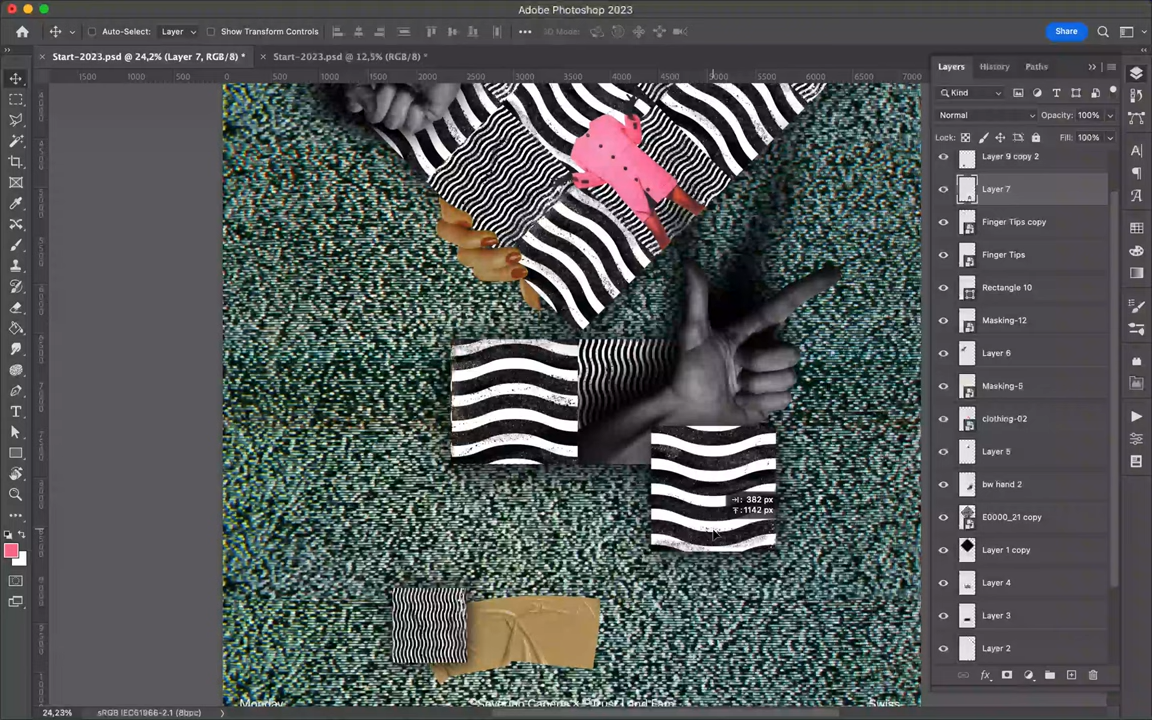 Adobe Photoshop 2023
Auto-Select:
Layer
Show Transform Controls
3D Mode:
Share
Start-2023.psd @ 24,2% (Layer 7, RGB/8) *
Start-2023.psd @ 12,5% (RGB/8) *
Layers
History
Paths
1500
1000
500
0
500
1000
1500
2000
2500
3000
3500
4000
4500
5000
5500
6000
6500
7000
Kind
Normal
Opacity: 100%
Lock:
Fill: 100%
Layer 9 copy 2
Layer 7
Finger Tips copy
Finger Tips
Rectangle 10
Masking-12
Layer 6
Masking-5
clothing-02
Layer 5
bw hand 2
E0000_21 copy
Layer 1 copy
Layer 4
Layer 3
Layer 2
382 px
1142 px
Monday
Swiss
24,23%
sRGB IEC61966-2.1 (8bpc)